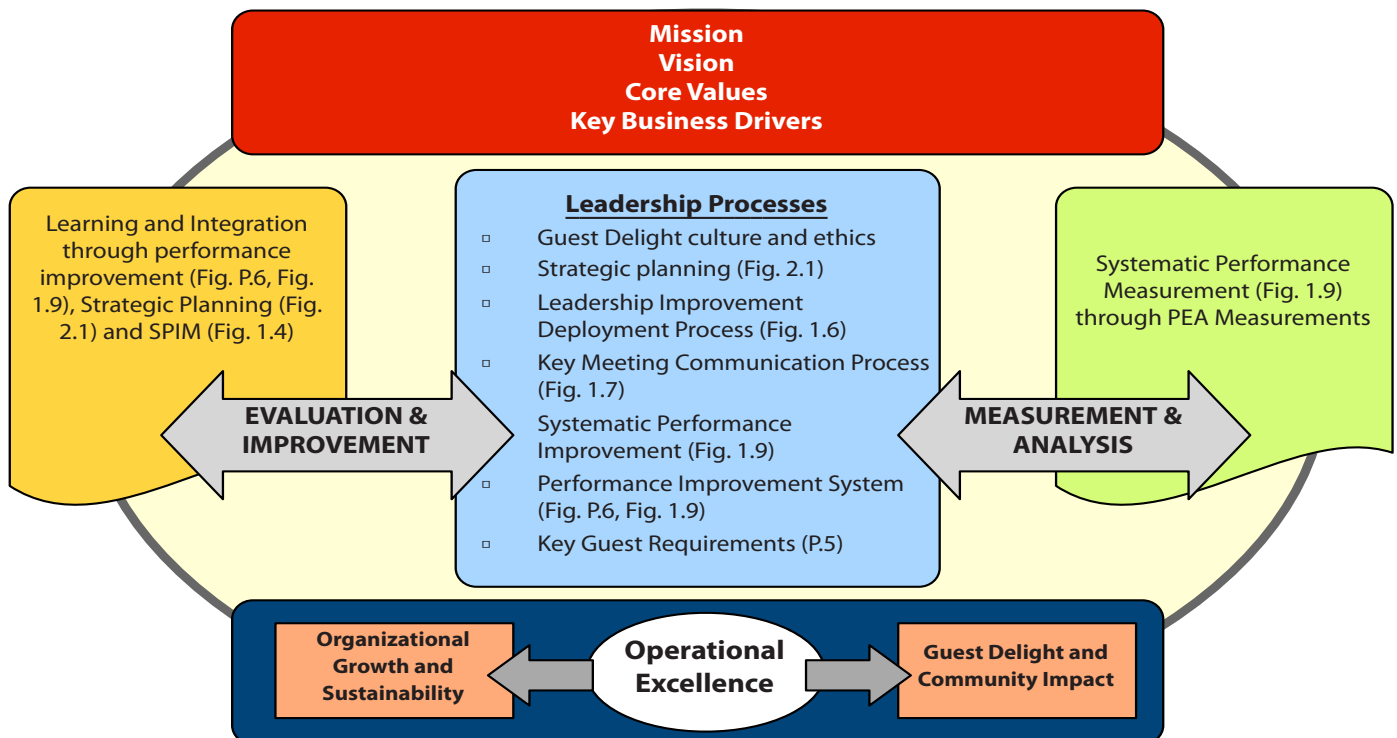 Mission
Vision
Core Values
Key Business Drivers
Learning and Integration
through performance
improvement (Fig. P.6, Fig.
1.9), Strategic Planning (Fig.
2.1) and SPIM (Fig. 1.4)
EVALUATION &
IMPROVEMENT
Leadership Processes
Guest Delight culture and ethics
Strategic planning (Fig. 2.1)
Leadership Improvement
Deployment Process (Fig. 1.6)
Key Meeting Communication Process
(Fig. 1.7)
Systematic Performance
Improvement (Fig. 1.9)
Performance Improvement System
(Fig. P.6, Fig. 1.9)
Key Guest Requirements (P.5)
Systematic Performance
Measurement (Fig. 1.9)
through PEA Measurements
MEASUREMENT &
ANALYSIS
Organizational
Growth and
Sustainability
Operational
Excellence
Guest Delight and
Community Impact